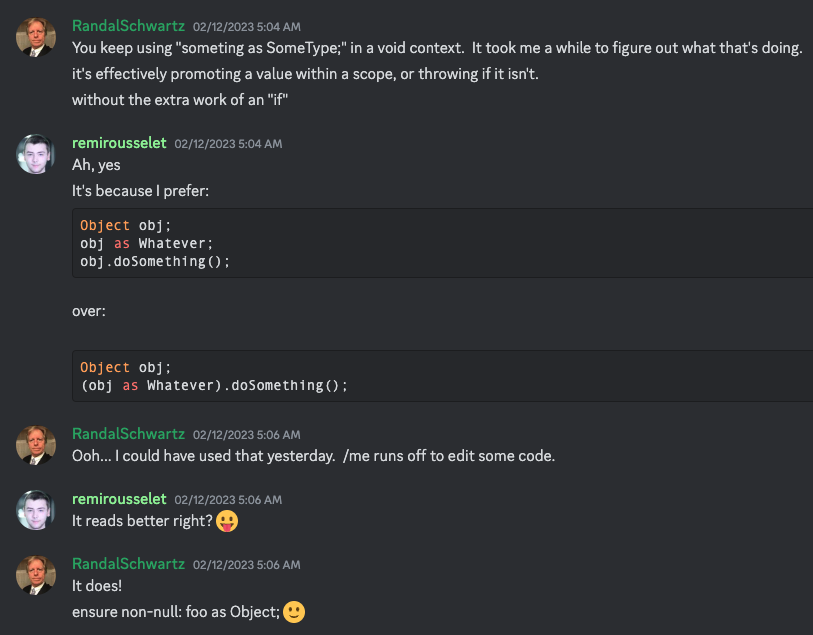 RandalSchwartz 02/12/2023 5:04 AM
You keep using "someting as SomeType;" in a void context. It took me a while to figure out what that's doing.
it's effectively promoting a value within a scope, or throwing if it isn't.
without the extra work of an "if"
remirousselet 02/12/2023 5:04 AM
Ah, yes
It's because I prefer:
Object obj;
obj as Whatever;
obj.doSomething();
over:
Object obj;
(obj as Whatever).doSomething();
RandalSchwartz 02/12/2023 5:06 AM
Ooh... I could have used that yesterday. /me runs off to edit some code.
remirousselet 02/12/2023 5:06 AM
It reads better right? 😛
RandalSchwartz 02/12/2023 5:06 AM
It does!
ensure non-null: foo as Object; 🙂